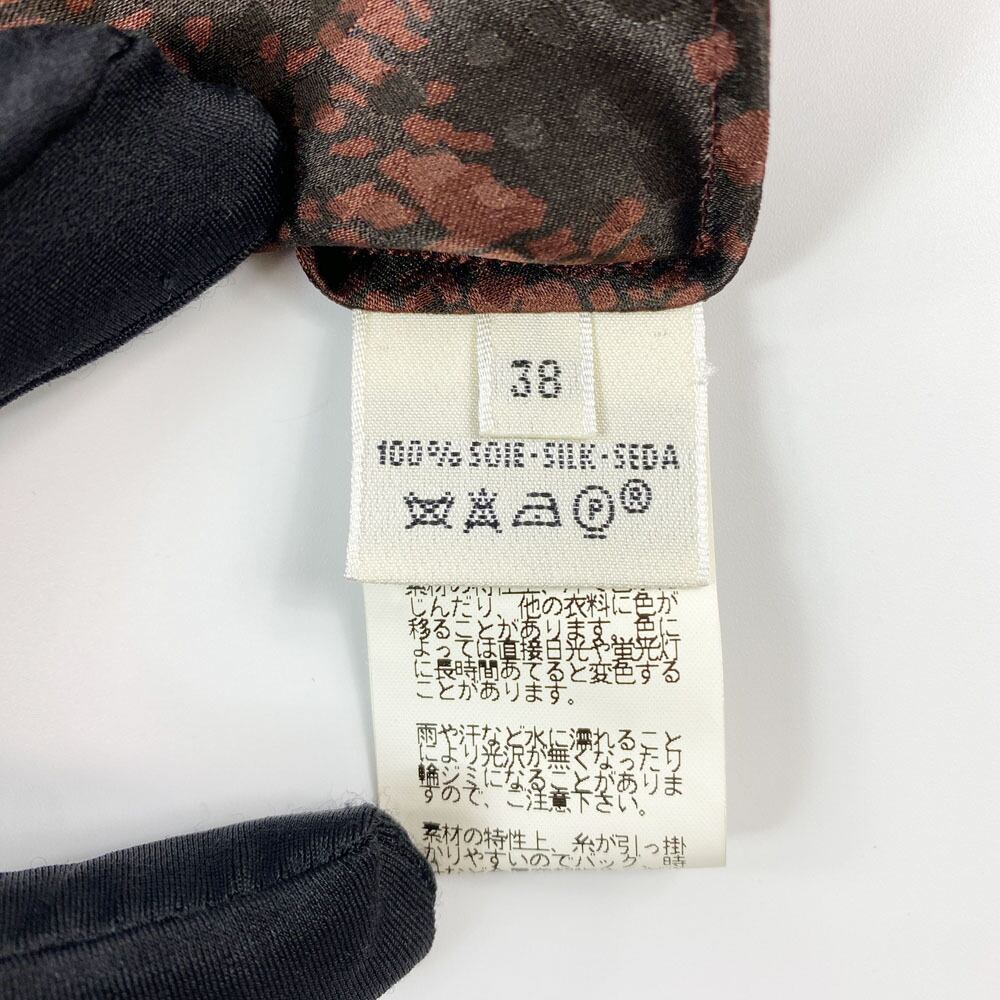 38
100% SOIE·SILK·SEDA
P ®
じんだり、他の衣料に色が
移ることがあります。色に
よっては直接日光や蛍光灯
に長時間あてると変色する
ことがあります。
雨や汗など水に濡れること
により光沢が無くなったり
輪ジミになることがありま
すので、ご注意下さい。
素材の特性上、糸が引っ掛
かりやすいのでバッグ、時